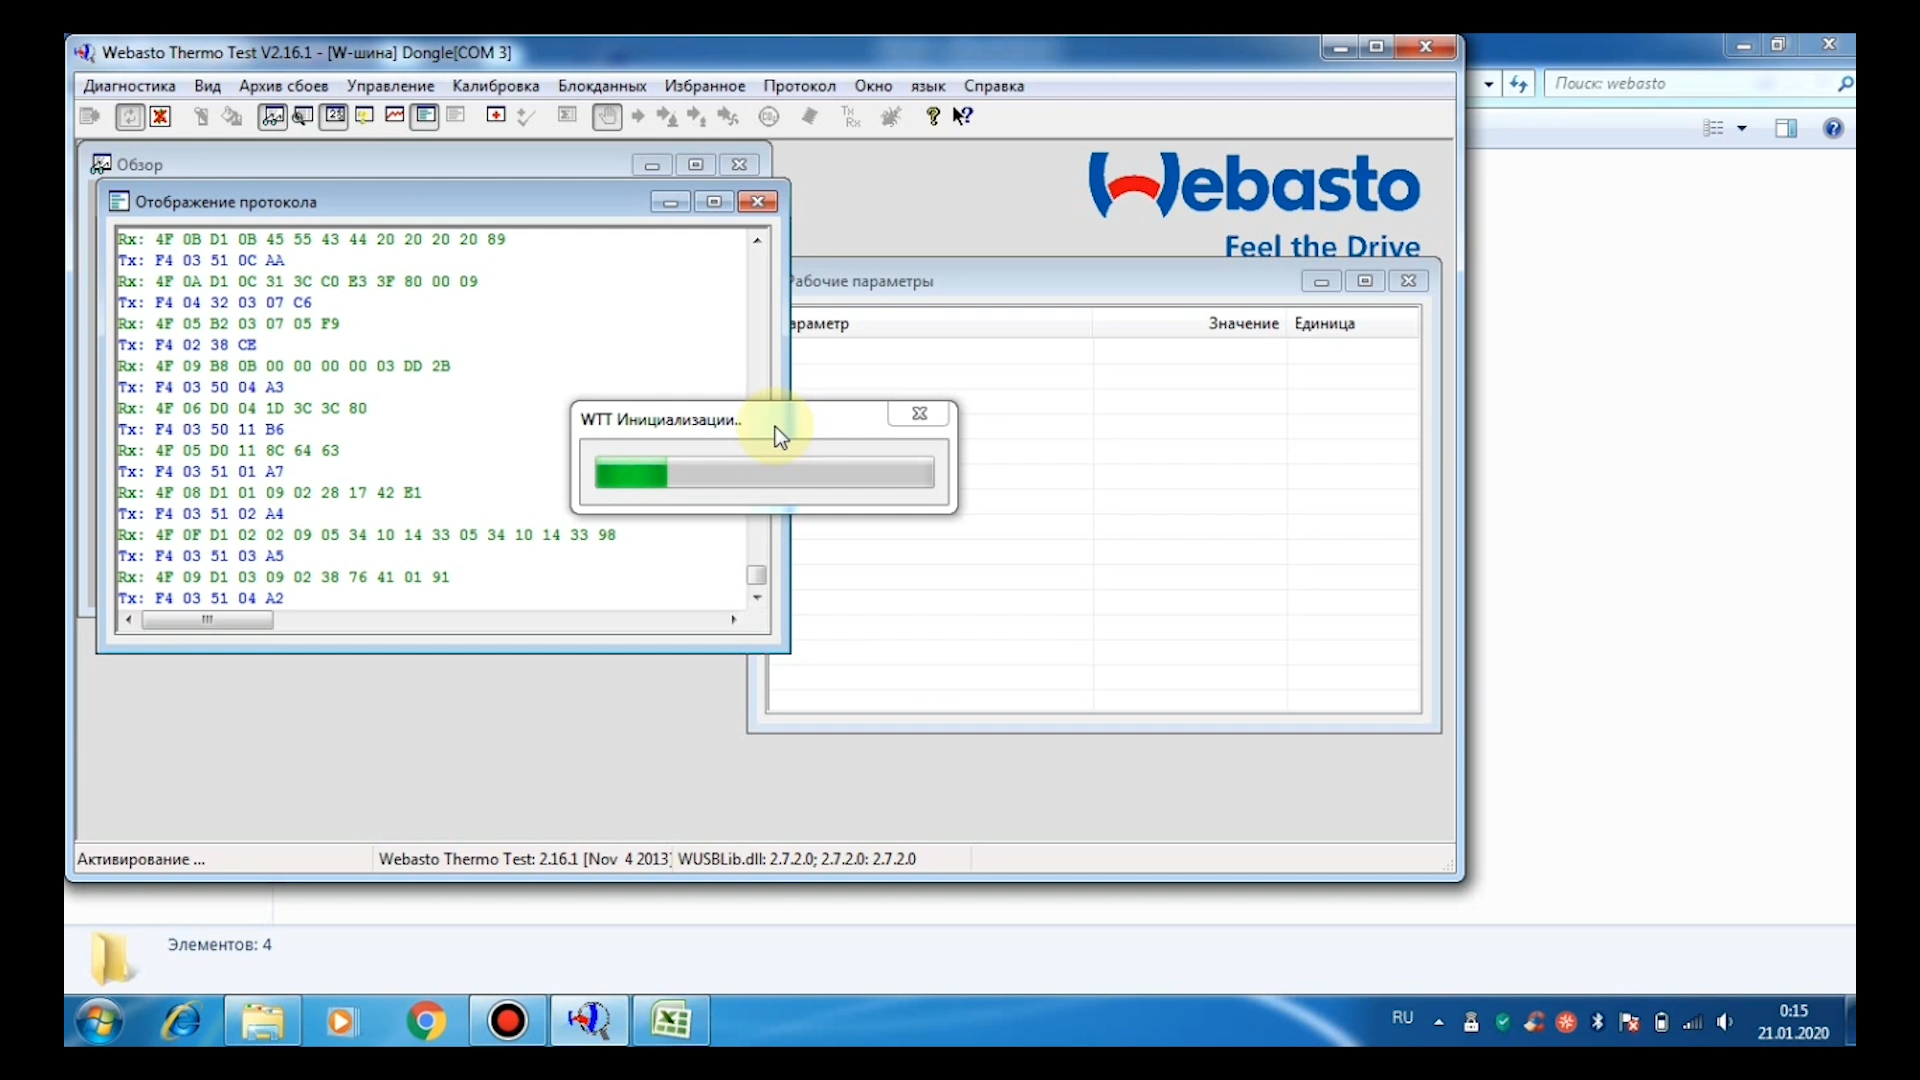 Webasto Thermo Test V2.16.1 - [W-шина] Dongle[COM 3]
Диагностика Вид Архив сбоев Управление Калибровка Блокданных Избранное Протокол Окно язык Справка
Поиск: webasto
Tx
Rx
Обзор
Webasto
Feel the Drive
Отображение протокола
Rx: 4F 0B D1 0B 45 55 43 44 20 20 20 20 89
Tx: F4 03 51 0C AA
Rx: 4F 0A D1 0C 31 3C C0 E3 3F 80 00 09
Tx: F4 04 32 03 07 C6
Rx: 4F 05 B2 03 07 05 F9
Tx: F4 02 38 CE
Rx: 4F 09 B8 0B 00 00 00 00 03 DD 2B
Tx: F4 03 50 04 A3
Rx: 4F 06 D0 04 1D 3C 3C 80
Tx: F4 03 50 11 B6
Rx: 4F 05 D0 11 8C 64 63
Tx: F4 03 51 01 A7
Rx: 4F 08 D1 01 09 02 28 17 42 E1
Tx: F4 03 51 02 A4
Rx: 4F 0F D1 02 02 09 05 34 10 14 33 05 34 10 14 33 98
Tx: F4 03 51 03 A5
Rx: 4F 09 D1 03 09 02 38 76 41 01 91
Tx: F4 03 51 04 A2
Рабочие параметры
араметр Значение Единица
WTT Инициализации..
Активирование ... Webasto Thermo Test: 2.16.1 [Nov 4 2013] WUSBLib.dll: 2.7.2.0; 2.7.2.0: 2.7.2.0
Элементов: 4
RU
0:15
21.01.2020